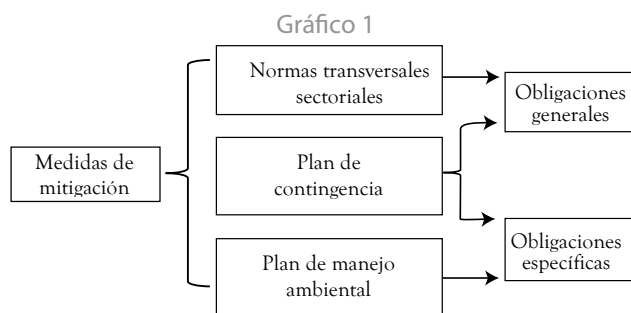 Gráfico 1
Normas transversales
sectoriales
Obligaciones
generales
Medidas de
mitigación
Plan de
contingencia
Obligaciones
específicas
Plan de manejo
ambiental